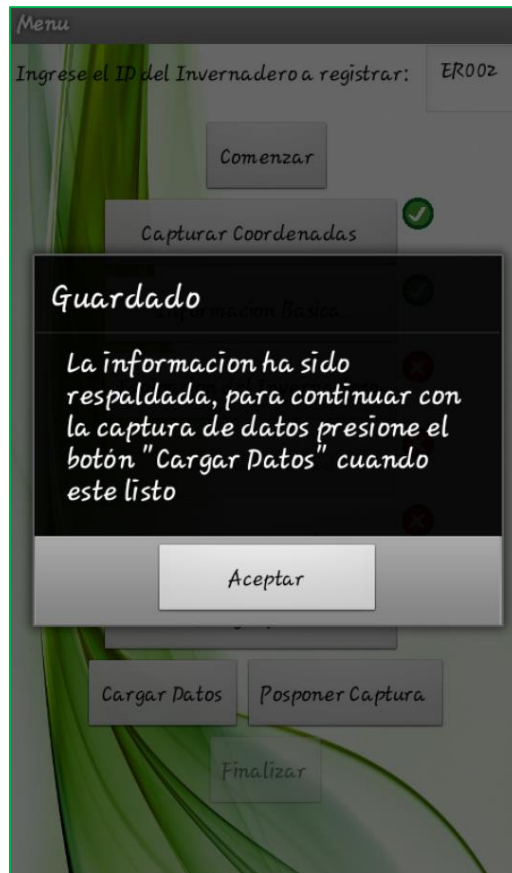 Menu
Ingrese el ID del Invernadero a registrar: ER002
Comenzar
Capturar Coordenadas
Guardado
Informacion Basica
La informacion ha sido
respaldada, para continuar con
la captura de datos presione el
botón "Cargar Datos" cuando
este listo
Aceptar
Cargar Datos Posponer Captura
Finalizar